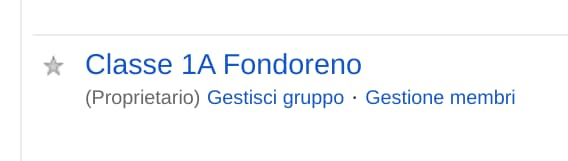 Classe 1A Fondoreno
(Proprietario) Gestisci gruppo · Gestione membri